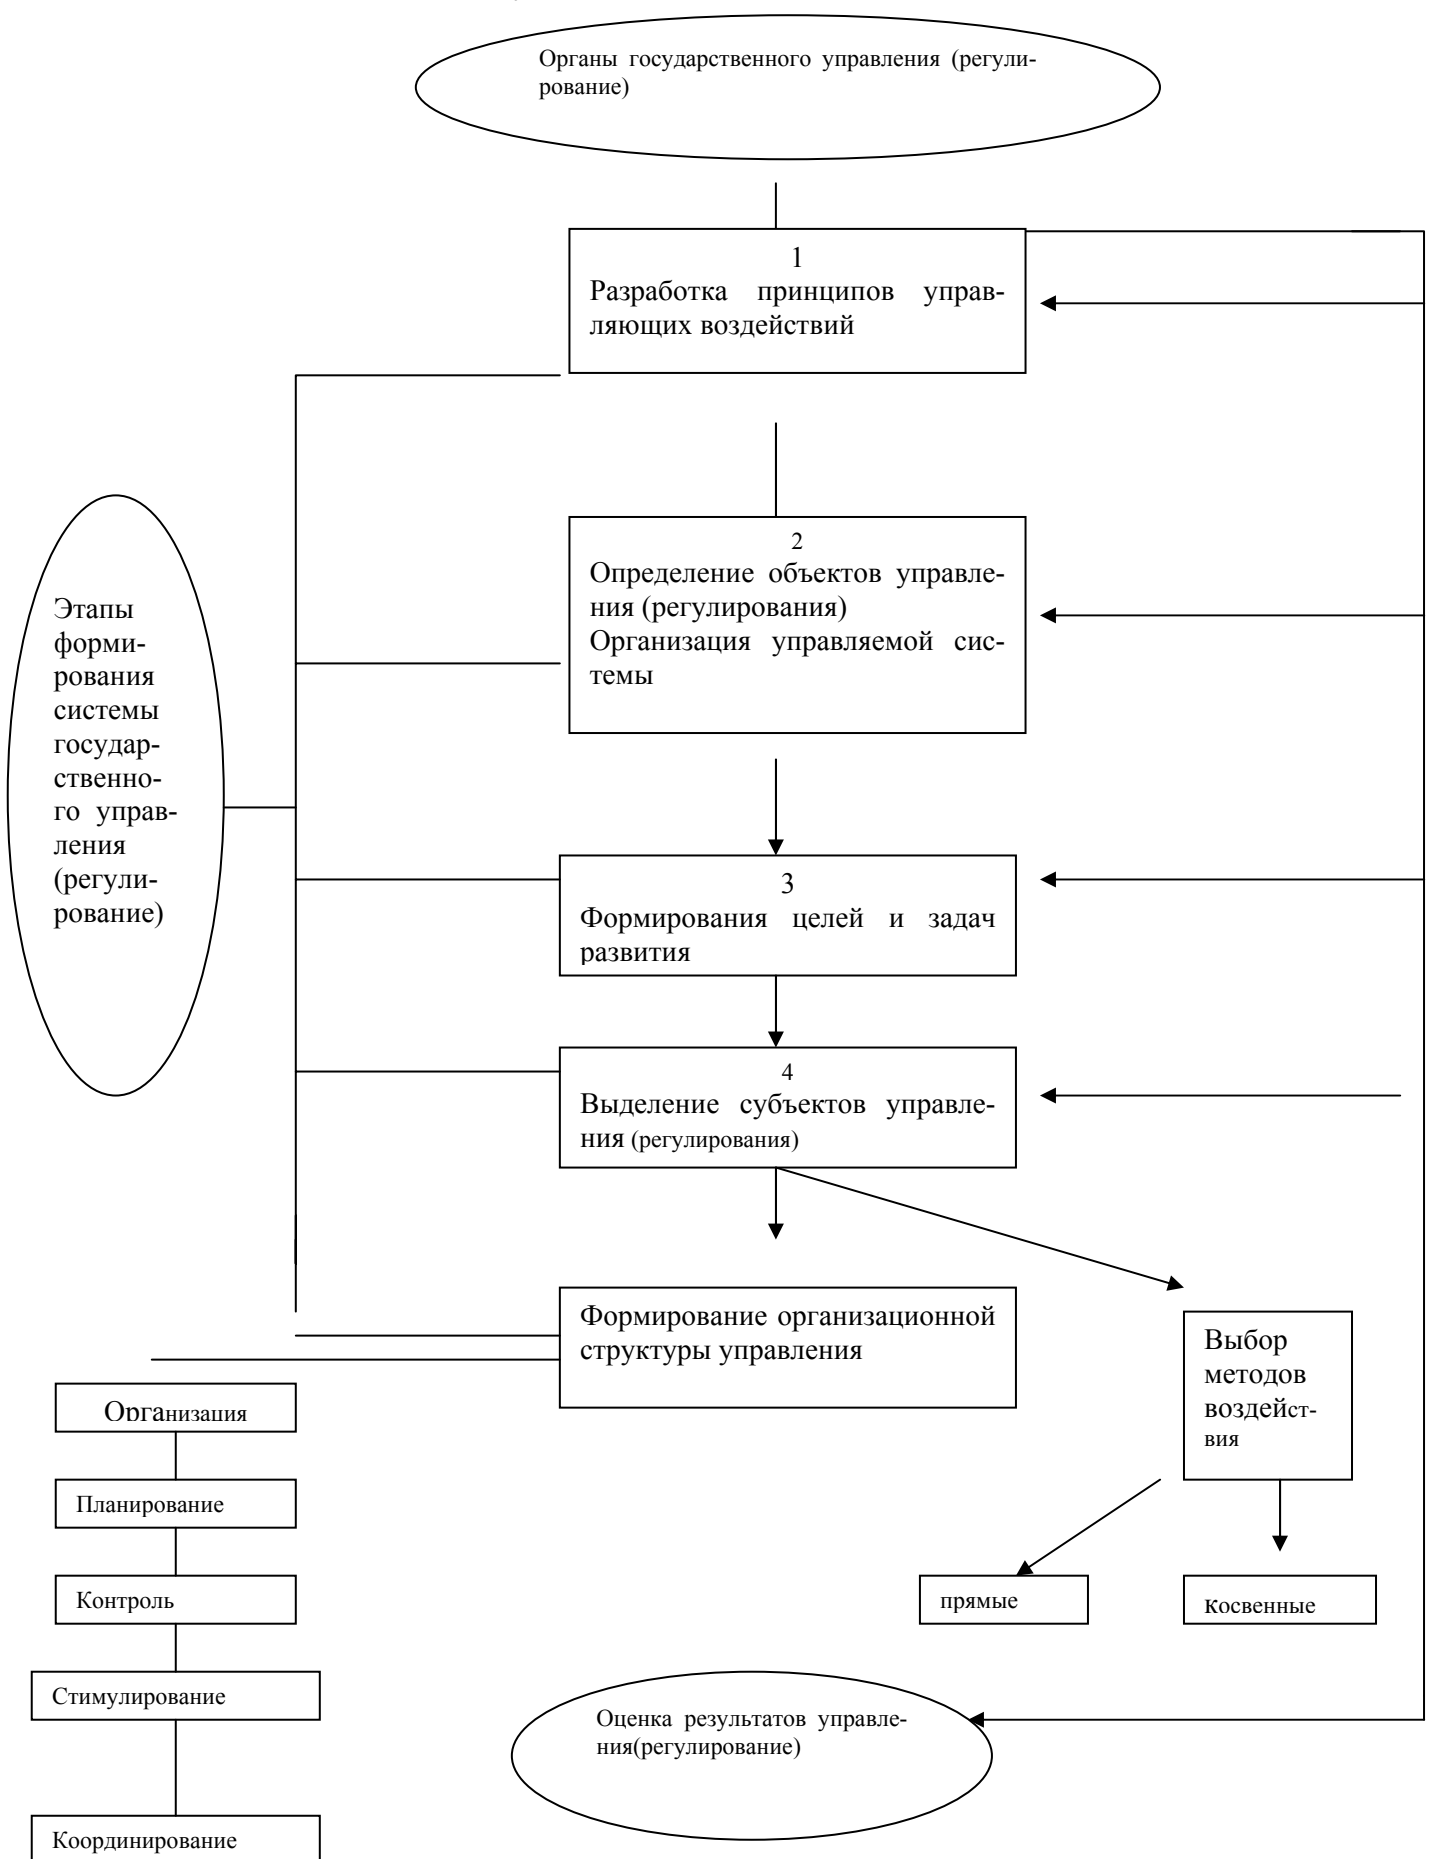 Органы государственного управления (регули-
рование)
1
Разработка принципов управ-
ляющих воздействий
2
Определение объектов управле-
ния (регулирования)
Организация управляемой сис-
темы
Этапы
форми-
рования
системы
государ-
ственно-
го управ-
ления
(регули-
рование)
3
Формирования целей и задач
развития
4
Выделение субъектов управле-
ния (регулирования)
Формирование организационной
структуры управления
Выбор
методов
воздейст-
вия
Организация
Планирование
Контроль
прямые
косвенные
Стимулирование
Оценка результатов управле-
ния(регулирование)
Координирование